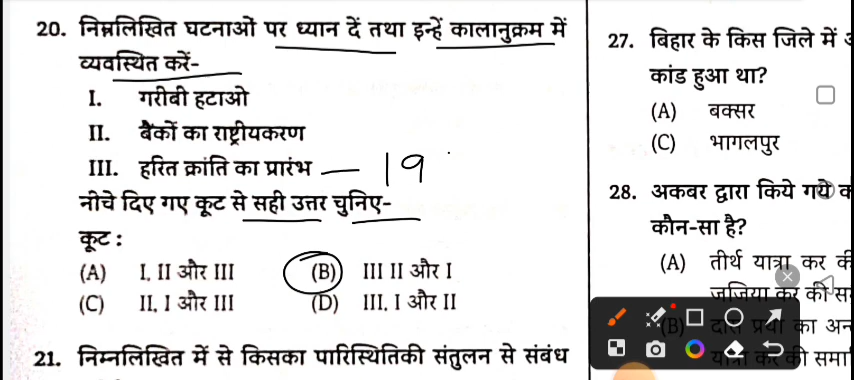 20. निम्नलिखित घटनाओं पर ध्यान दें तथा इन्हें कालानुक्रम में
व्यवस्थित करें-
I. गरीबी हटाओ
II. बैंकों का राष्ट्रीयकरण
III. हरित क्रांति का प्रारंभ — 19
नीचे दिए गए कूट से सही उत्तर चुनिए-
कूट :
(A) I, II और III (B) III II और I
(C) II, I और III (D) III, I और II
21. निम्नलिखित में से किसका पारिस्थितिकी संतुलन से संबंध
27. बिहार के किस जिले में
कांड हुआ था?
(A) बक्सर
(C) भागलपुर
28. अकबर द्वारा किये गये
कौन-सा है?
(A) तीर्थ यात्रा कर की
जजिया कर की
(B) दास प्रथा का
यात्रा कर की